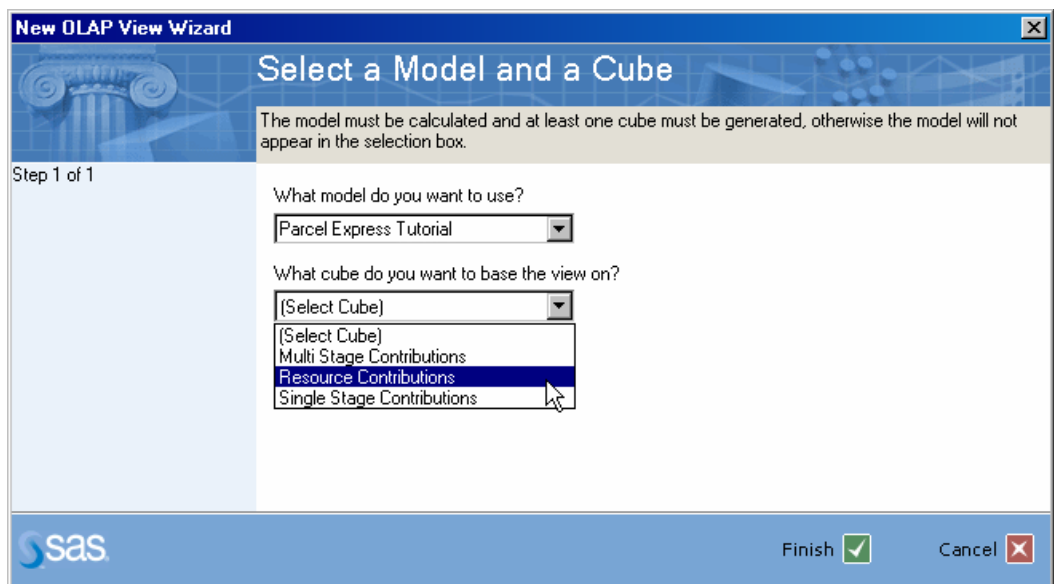 New OLAP View Wizard
Select a Model and a Cube
The model must be calculated and at least one cube must be generated, otherwise the model will not
appear in the selection box.
Step 1 of 1
What model do you want to use?
Parcel Express Tutorial
What cube do you want to base the view on?
(Select Cube)
(Select Cube)
Multi Stage Contributions
Resource Contributions
Single Stage Contributions
sas
Finish
Cancel